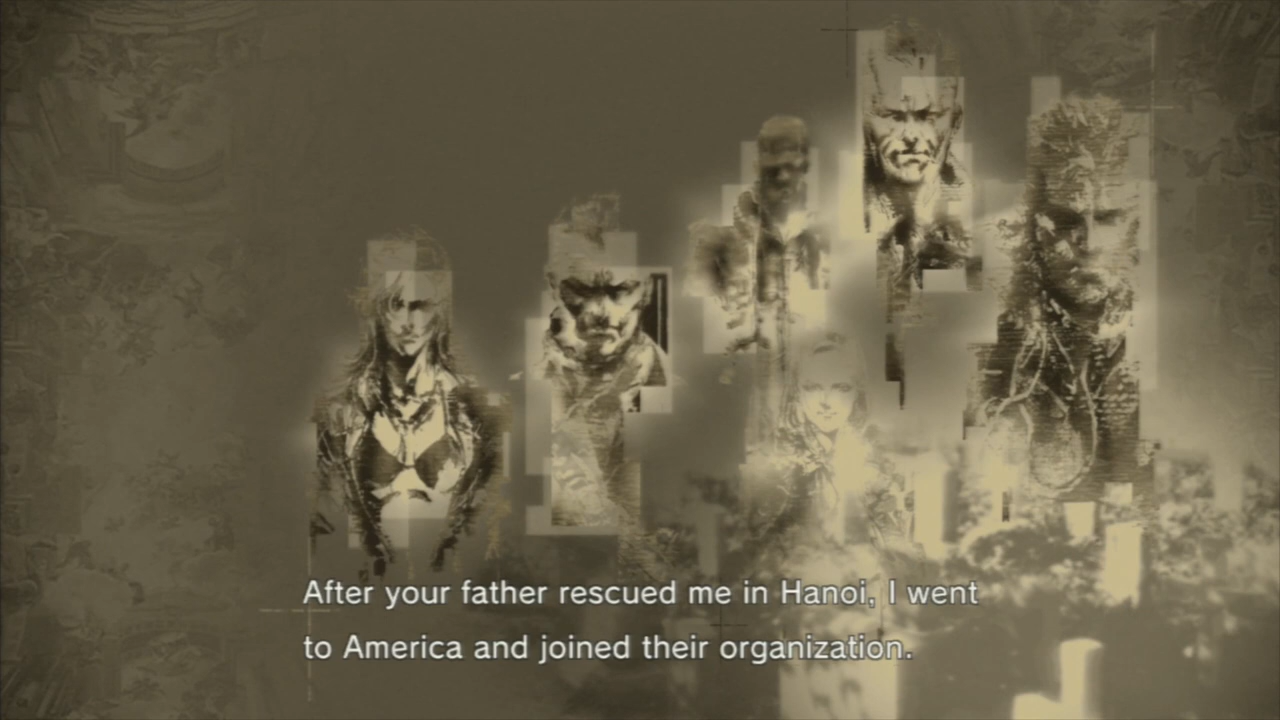 After your father rescued me in Hanoi, I went
to America and joined their organization.